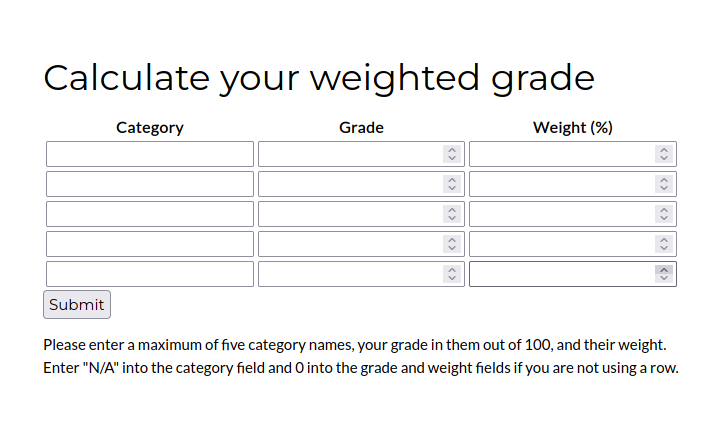 Calculate your weighted grade
Category Grade Weight (%)
Submit
Please enter a maximum of five category names, your grade in them out of 100, and their weight.
Enter "N/A" into the category field and 0 into the grade and weight fields if you are not using a row.